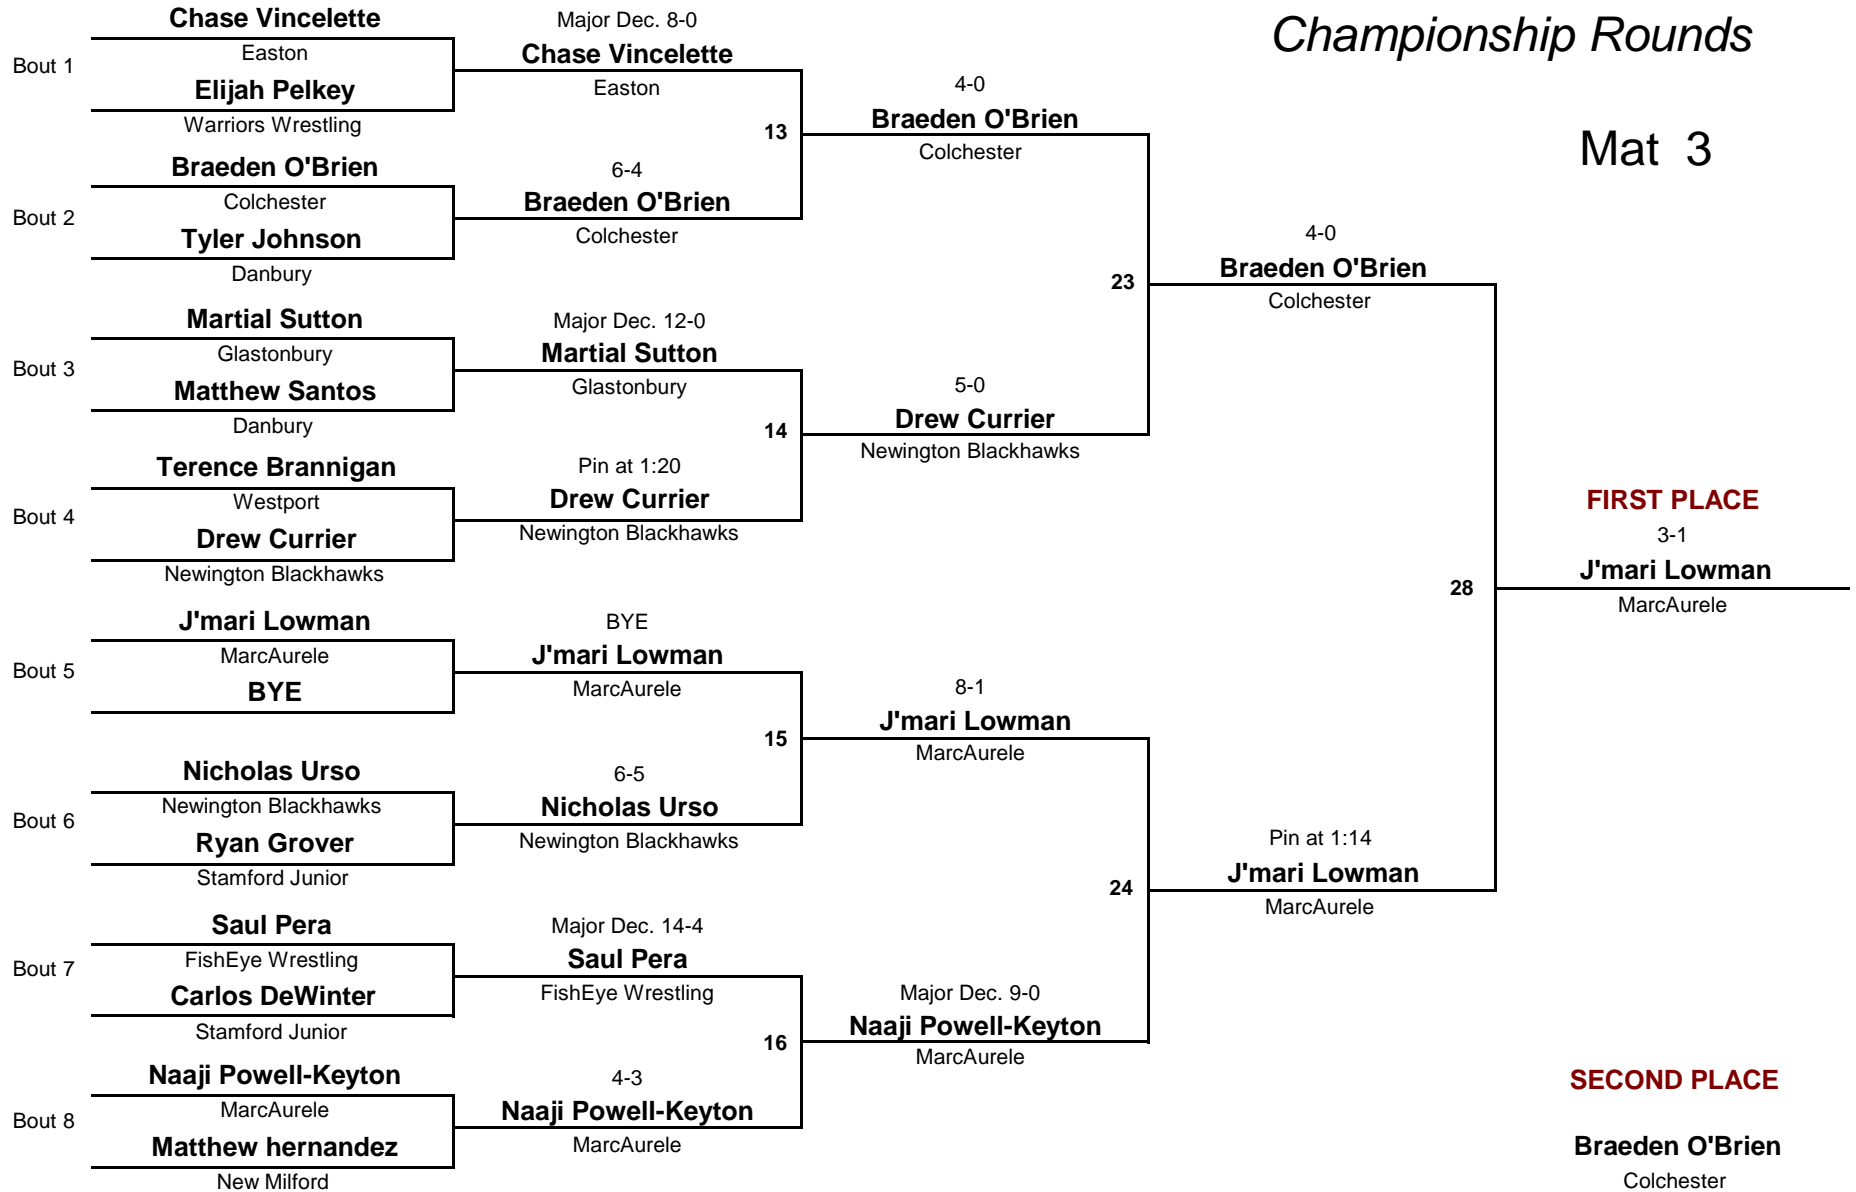 Championship Rounds
Mat 3
Bout 1
Chase Vincelette
Easton
Elijah Pelkey
Warriors Wrestling
Bout 2
Braeden O'Brien
Colchester
Tyler Johnson
Danbury
Bout 3
Martial Sutton
Glastonbury
Matthew Santos
Danbury
Bout 4
Terence Brannigan
Westport
Drew Currier
Newington Blackhawks
Bout 5
J'mari Lowman
MarcAurele
BYE
Bout 6
Nicholas Urso
Newington Blackhawks
Ryan Grover
Stamford Junior
Bout 7
Saul Pera
FishEye Wrestling
Carlos DeWinter
Stamford Junior
Bout 8
Naaji Powell-Keyton
MarcAurele
Matthew hernandez
New Milford
Major Dec. 8-0
Chase Vincelette
Easton
13
6-4
Braeden O'Brien
Colchester
Major Dec. 12-0
Martial Sutton
Glastonbury
14
Pin at 1:20
Drew Currier
Newington Blackhawks
BYE
J'mari Lowman
MarcAurele
15
6-5
Nicholas Urso
Newington Blackhawks
Major Dec. 14-4
Saul Pera
FishEye Wrestling
16
4-3
Naaji Powell-Keyton
MarcAurele
4-0
Braeden O'Brien
Colchester
23
5-0
Drew Currier
Newington Blackhawks
8-1
J'mari Lowman
MarcAurele
24
Major Dec. 9-0
Naaji Powell-Keyton
MarcAurele
4-0
Braeden O'Brien
Colchester
28
Pin at 1:14
J'mari Lowman
MarcAurele
FIRST PLACE
3-1
J'mari Lowman
MarcAurele
SECOND PLACE
Braeden O'Brien
Colchester